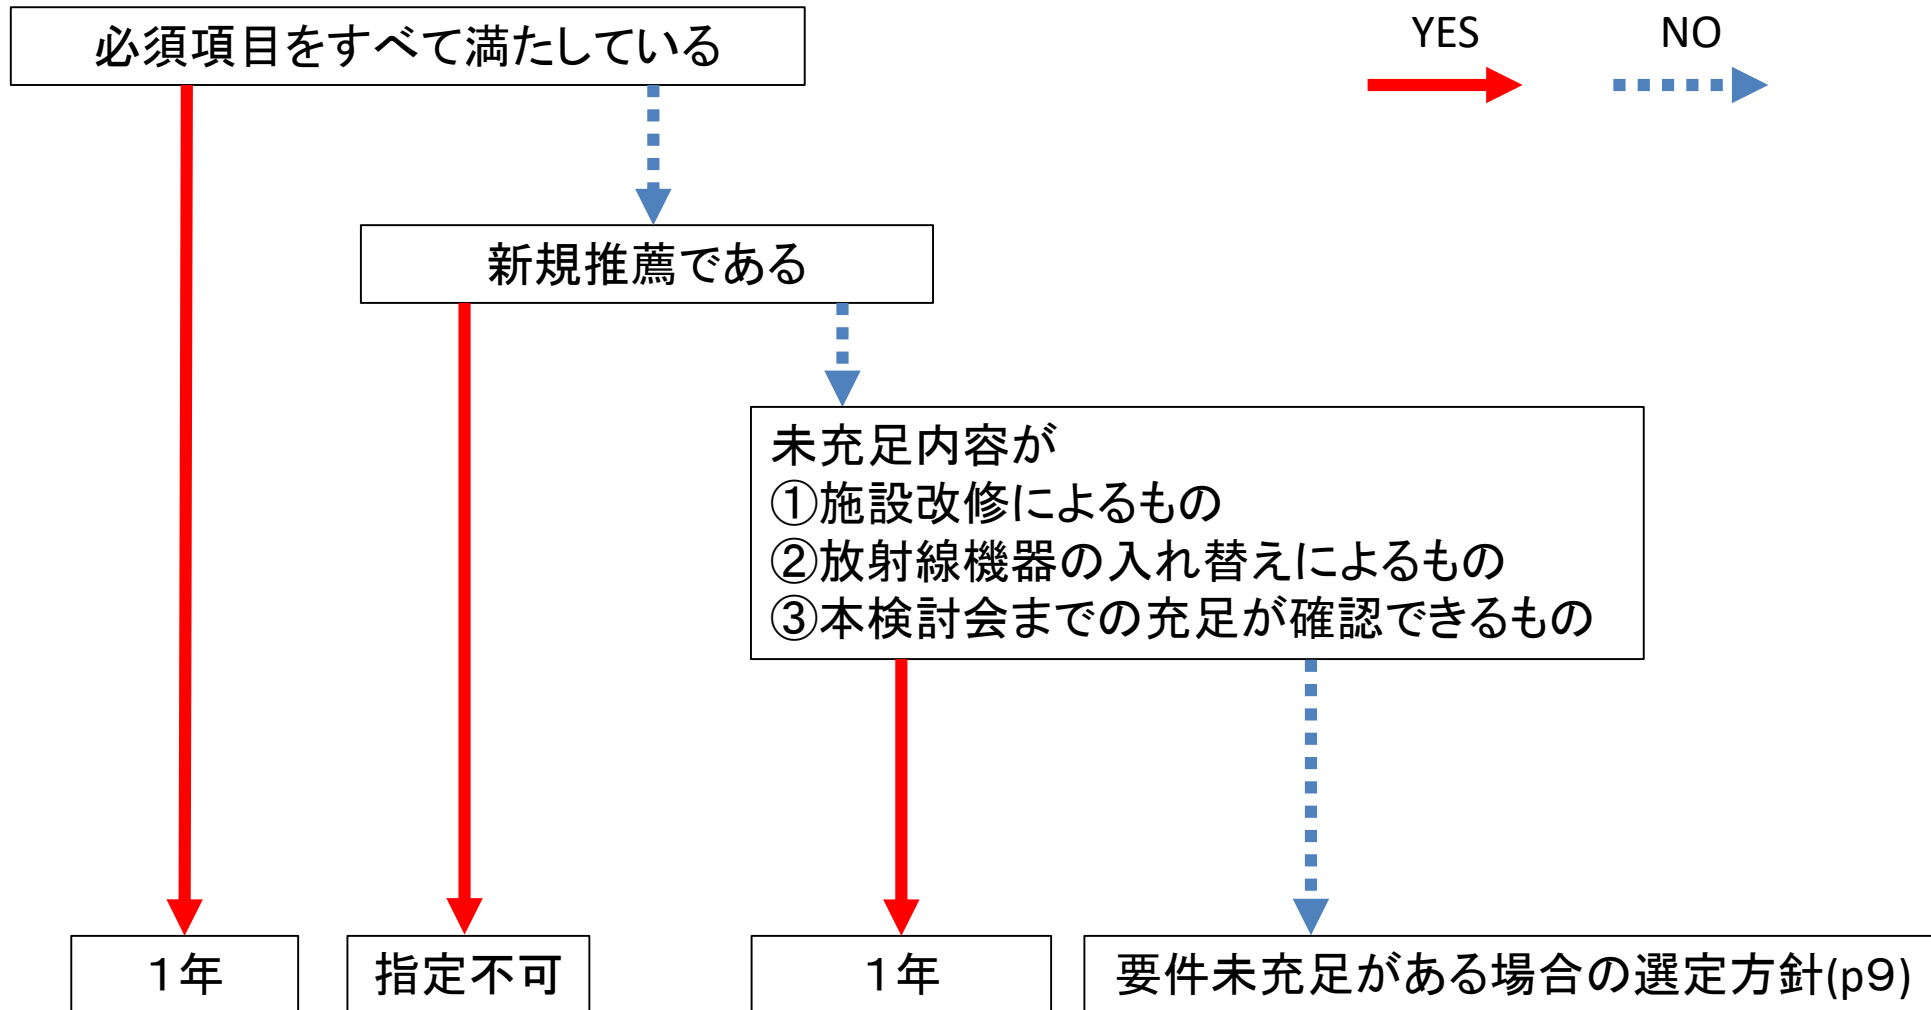 必須項目をすべて満たしている
YES
NO
新規推薦である
未充足内容が
①施設改修によるもの
②放射線機器の入れ替えによるもの
③本検討会までの充足が確認できるもの
１年
指定不可
１年
要件未充足がある場合の選定方針(p９)